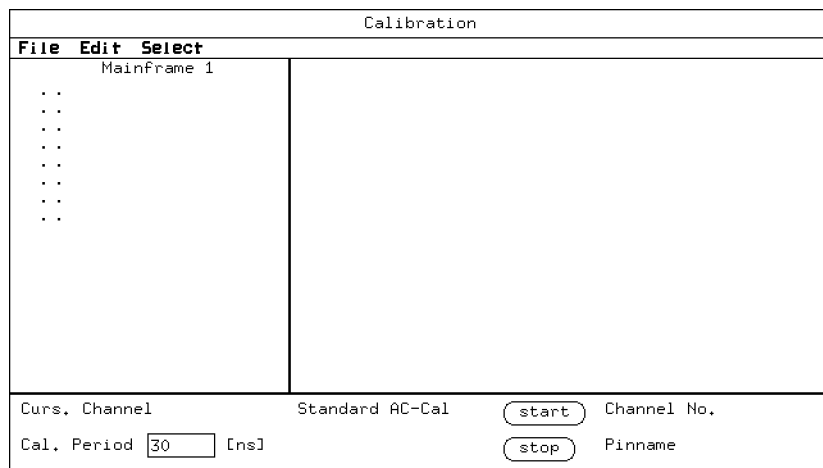 Calibration
File Edit Select
Mainframe 1
. .
. .
. .
. .
. .
. .
. .
. .
Curs. Channel Standard AC-Cal start Channel No.
Cal. Period 30 [ns] stop Pinname